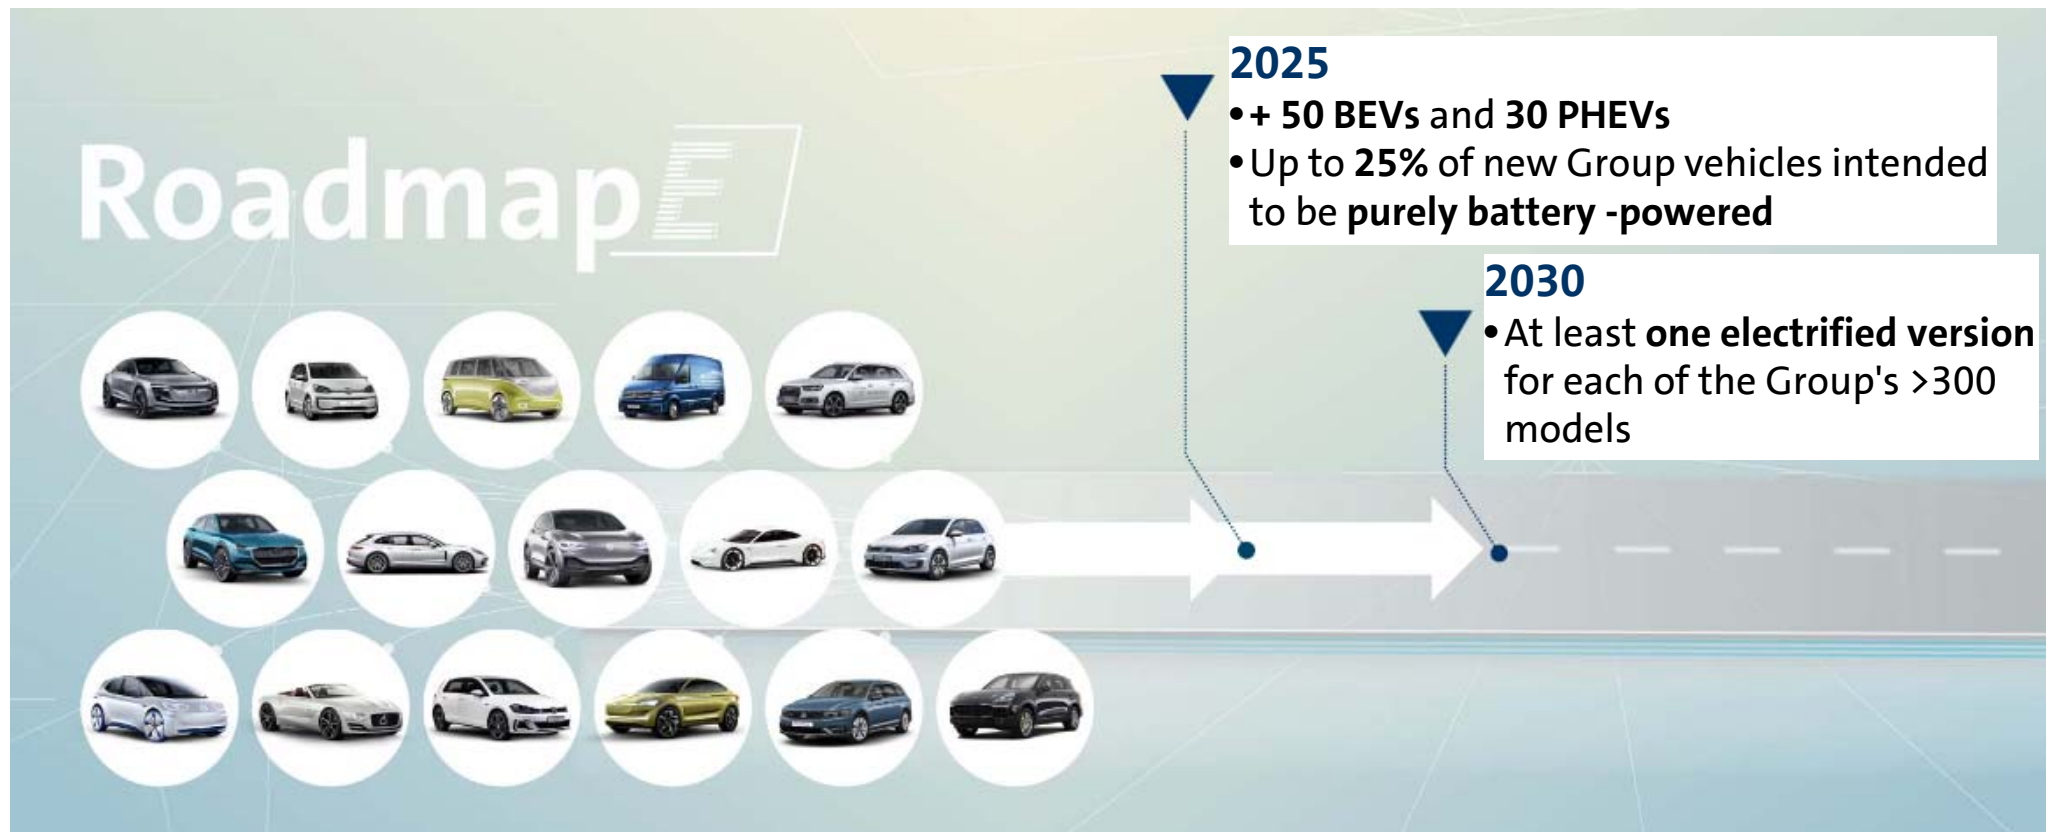 Roadmap E
2025
• + 50 BEVs and 30 PHEVs
• Up to 25% of new Group vehicles intended
to be purely battery -powered
2030
• At least one electrified version
for each of the Group's >300
models